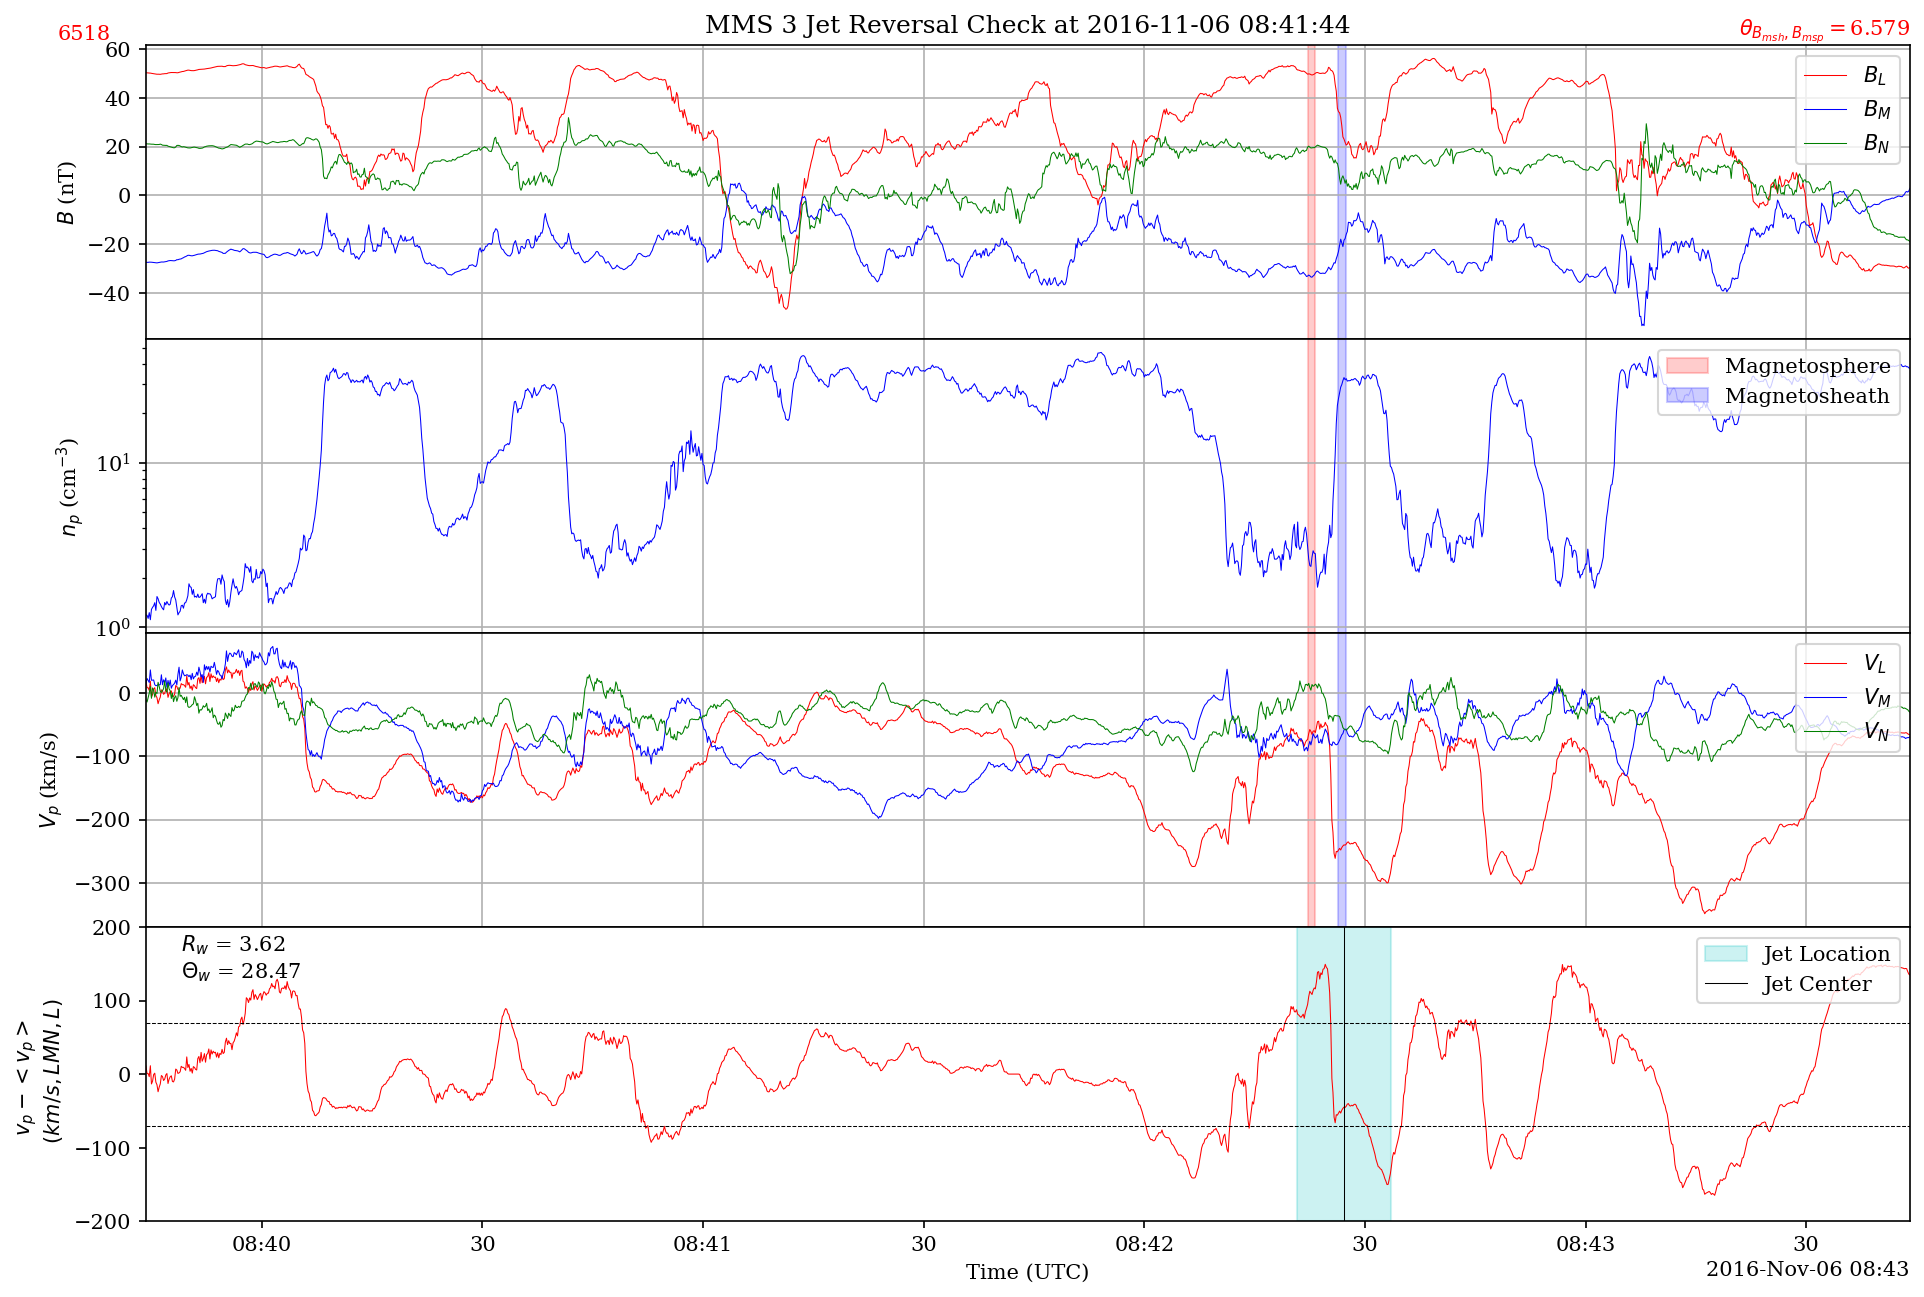 6518
MMS 3 Jet Reversal Check at 2016-11-06 08:41:44
θ_{B_{msh}, B_{msp}} = 6.579
60
40
20
0
−20
−40
B (nT)
B_L
B_M
B_N
10^1
10^0
n_p (cm^{−3})
Magnetosphere
Magnetosheath
0
−100
−200
−300
V_p (km/s)
V_L
V_M
V_N
200
100
0
−100
−200
v_p − < v_p >
(km/s, LMN, L)
R_w = 3.62
Θ_w = 28.47
Jet Location
Jet Center
08:40 30 08:41 30 08:42 30 08:43 30
Time (UTC)
2016-Nov-06 08:43